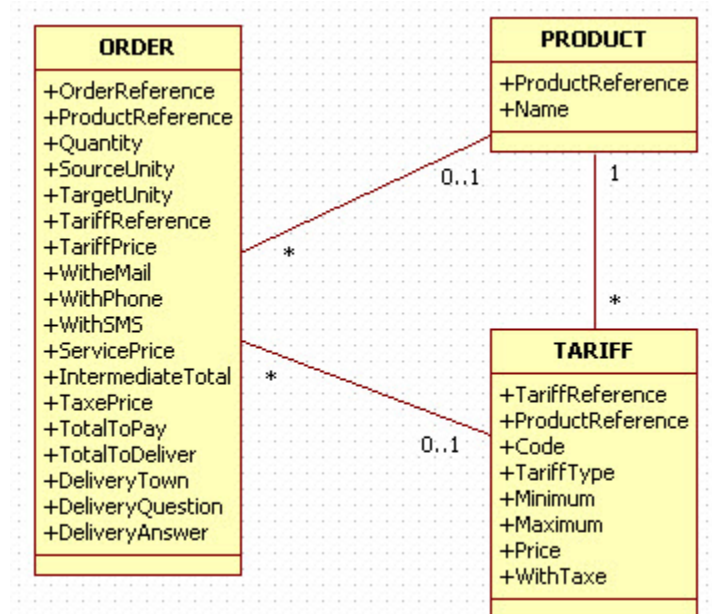 ORDER
+OrderReference
+ProductReference
+Quantity
+SourceUnity
+TargetUnity
+TariffReference
+TariffPrice
+WitheMail
+WithPhone
+WithSMS
+ServicePrice
+IntermediateTotal
+TaxePrice
+TotalToPay
+TotalToDeliver
+DeliveryTown
+DeliveryQuestion
+DeliveryAnswer
PRODUCT
+ProductReference
+Name
0..1
1
*
*
*
0..1
TARIFF
+TariffReference
+ProductReference
+Code
+TariffType
+Minimum
+Maximum
+Price
+WithTaxe